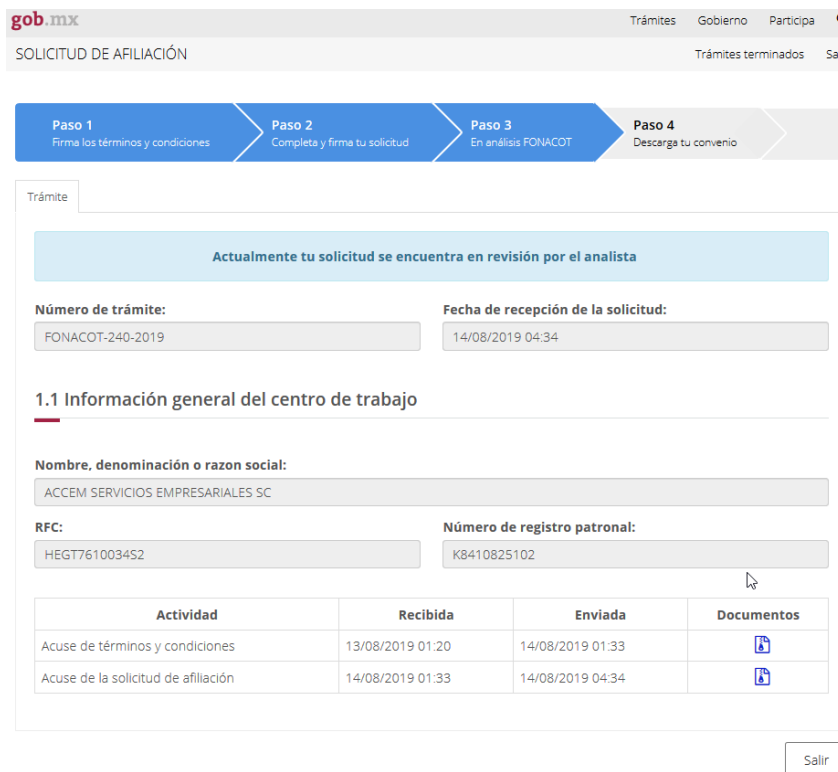 gob.mx
Trámites Gobierno Participa
SOLICITUD DE AFILIACIÓN
Trámites terminados Sa
Paso 1 Paso 2 Paso 3 Paso 4
Firma los términos y condiciones Completa y firma tu solicitud En análisis FONACOT Descarga tu convenio
Trámite
Actualmente tu solicitud se encuentra en revisión por el analista
Número de trámite: Fecha de recepción de la solicitud:
FONACOT-240-2019 14/08/2019 04:34
1.1 Información general del centro de trabajo
Nombre, denominación o razon social:
ACCEM SERVICIOS EMPRESARIALES SC
RFC: Número de registro patronal:
HEGT7610034S2 K8410825102
Actividad Recibida Enviada Documentos
Acuse de términos y condiciones 13/08/2019 01:20 14/08/2019 01:33
Acuse de la solicitud de afiliación 14/08/2019 01:33 14/08/2019 04:34
Salir